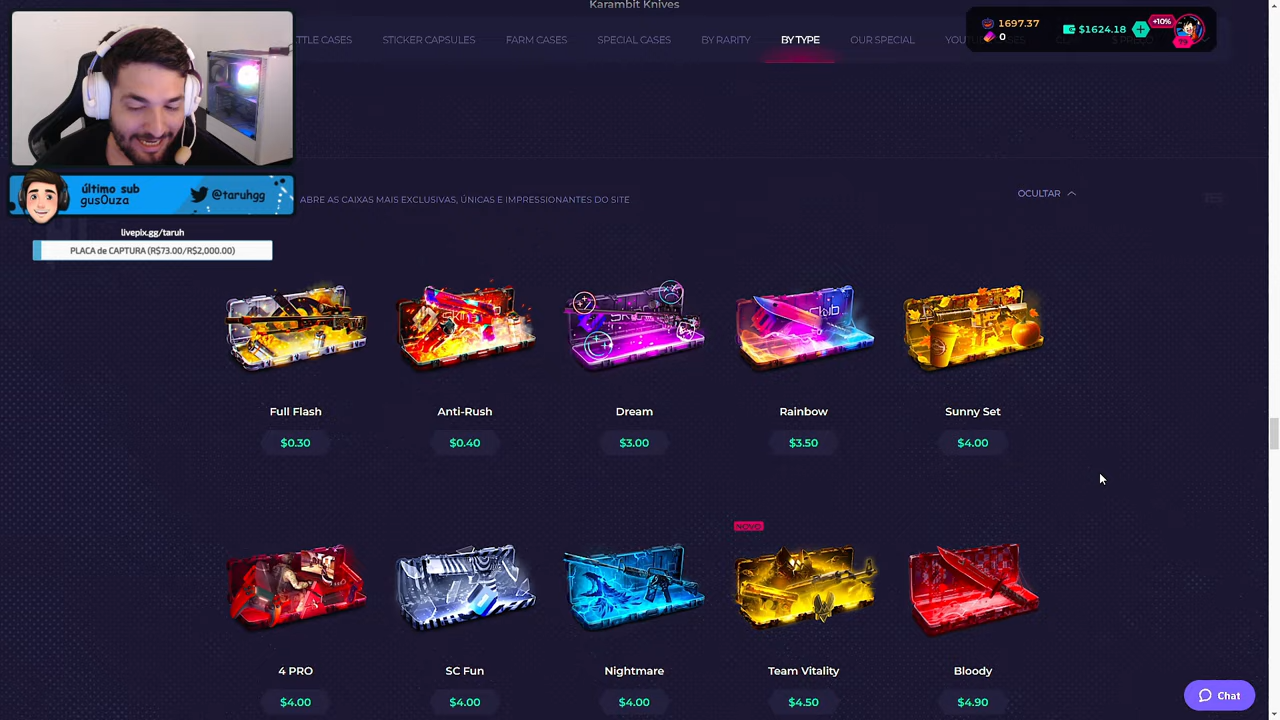 Karambit Knives
TTLE CASES
STICKER CAPSULES
FARM CASES
SPECIAL CASES
BY RARITY
BY TYPE
OUR SPECIAL
1697.37
0
$1624.18
+10%
último sub
gus0uza
@taruhgg
livepix.gg/taruh
PLACA de CAPTURA (R$73.00/R$2,000.00)
ABRE AS CAIXAS MAIS EXCLUSIVAS, ÚNICAS E IMPRESSIONANTES DO SITE
OCULTAR
Full Flash
Anti-Rush
Dream
Rainbow
Sunny Set
$0.30
$0.40
$3.00
$3.50
$4.00
NOVO
4 PRO
SC Fun
Nightmare
Team Vitality
Bloody
$4.00
$4.00
$4.00
$4.50
$4.90
Chat